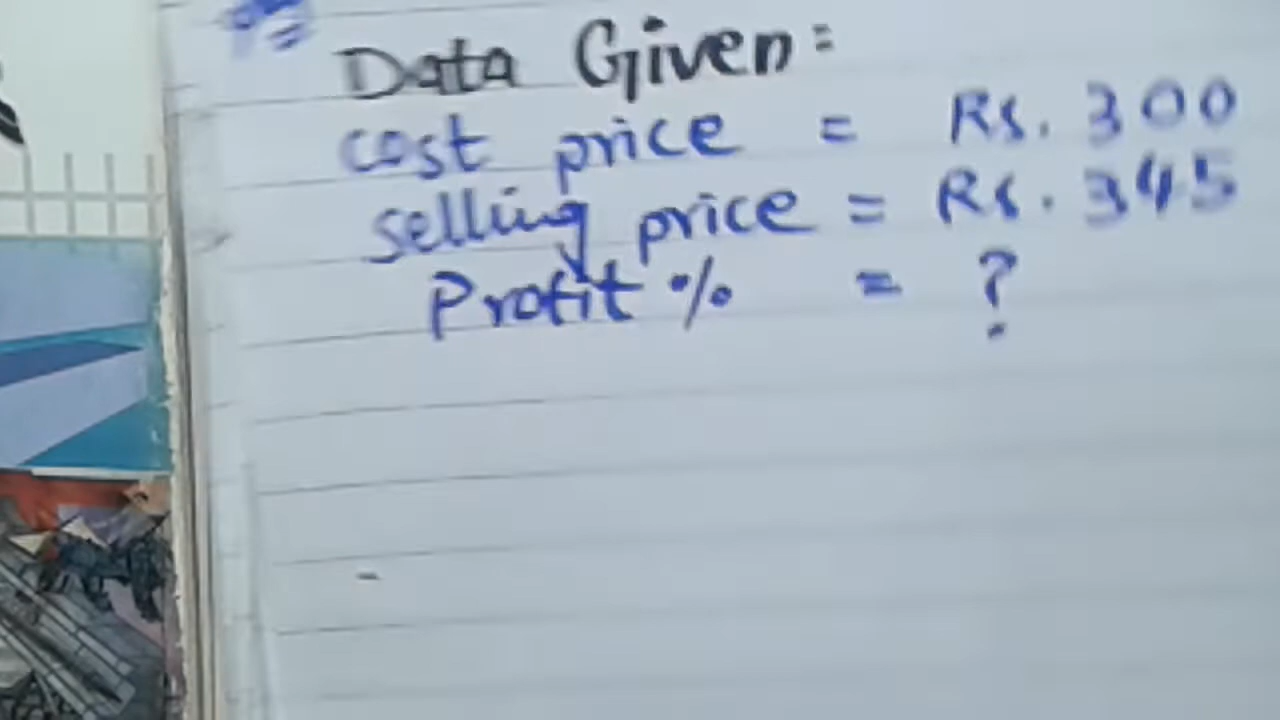 Data Given:
cost price = Rs. 300
selling price = Rs. 345
Profit % = ?